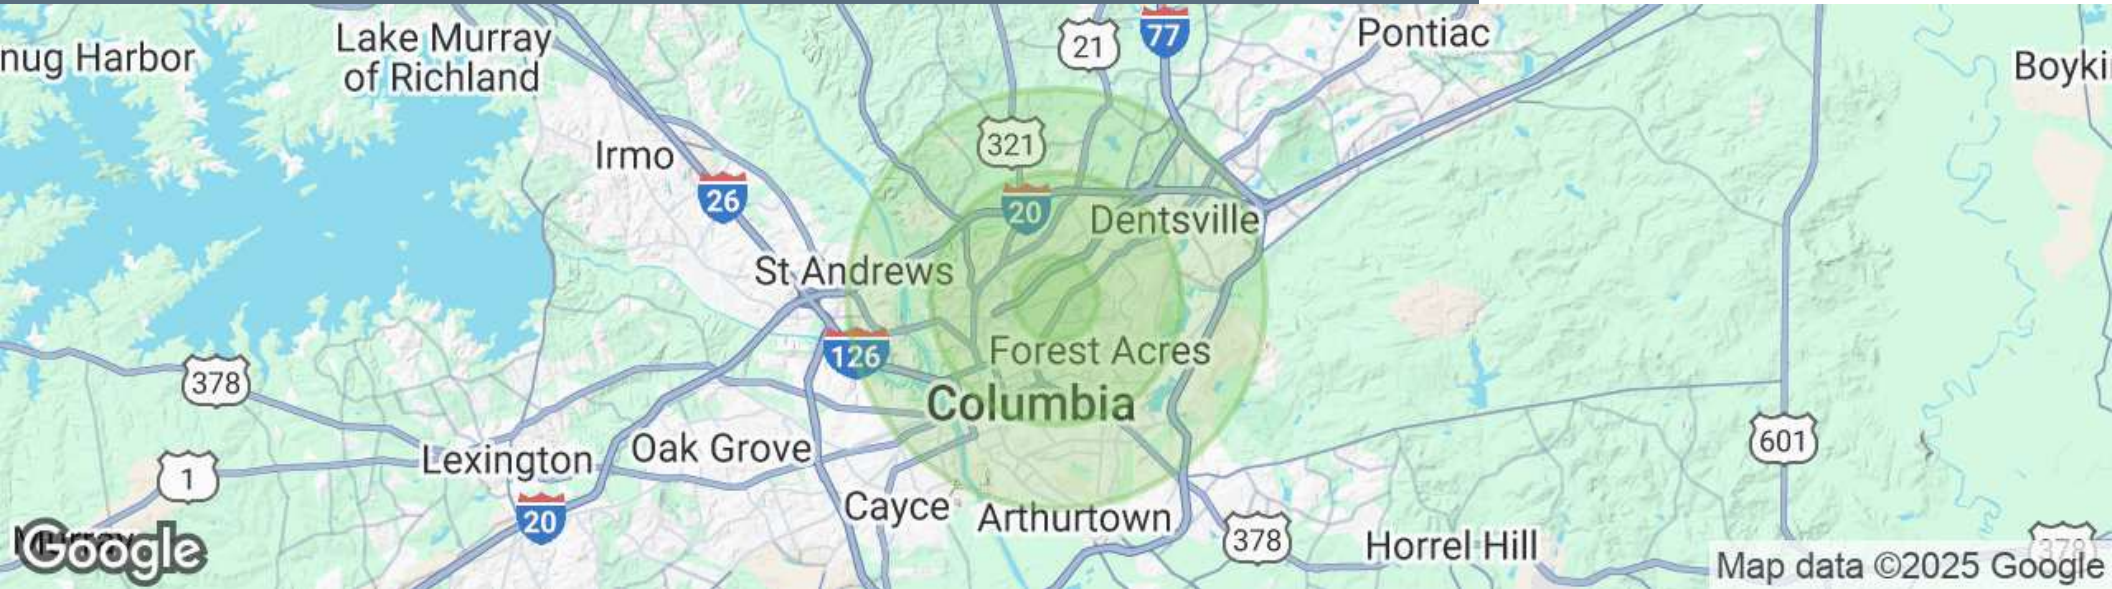 nug Harbor
Lake Murray
of Richland
21
77
Pontiac
Boyki
321
Irmo
26
20
Dentsville
St Andrews
126
Forest Acres
378
Columbia
Lexington
Oak Grove
601
1
Cayce
Arthurtown
20
378
Horrel Hill
378
Murray
Google
Map data ©2025 Google